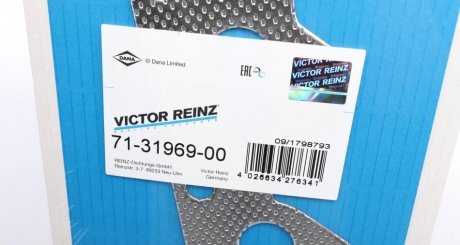 DANA
© Dana Limited
EAC
VICTOR REINZ
71-31969-00
REINZ-Dichtungs-GmbH
Reinzstr. 3-7, 89233 Neu-Ulm
Victor Reinz
Germany
09/1798793
4 026634 276341
VICTOR REINZ
VICTOR REINZ